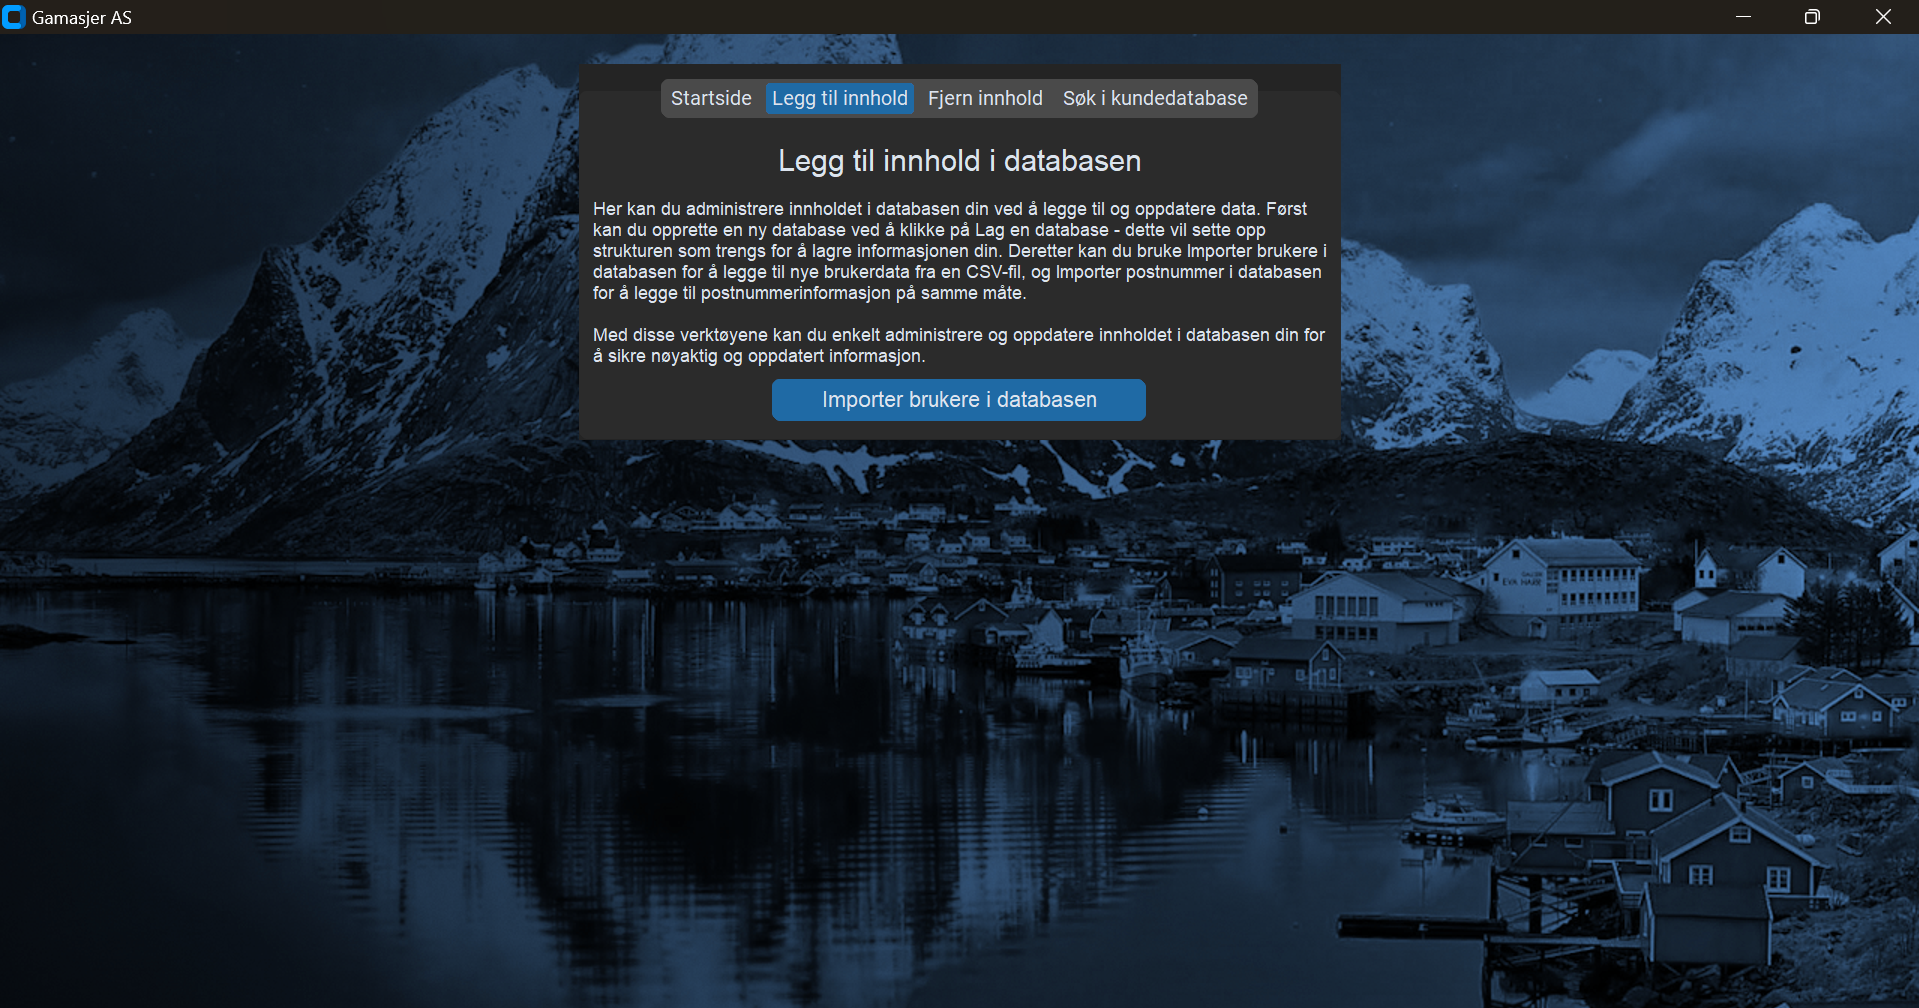 Gamasjer AS
Startside Legg til innhold Fjern innhold Søk i kundedatabase
Legg til innhold i databasen
Her kan du administrere innholdet i databasen din ved å legge til og oppdatere data. Først
kan du opprette en ny database ved å klikke på Lag en database - dette vil sette opp
strukturen som trengs for å lagre informasjonen din. Deretter kan du bruke Importer brukere i
databasen for å legge til nye brukerdata fra en CSV-fil, og Importer postnummer i databasen
for å legge til postnummerinformasjon på samme måte.
Med disse verktøyene kan du enkelt administrere og oppdatere innholdet i databasen din for
å sikre nøyaktig og oppdatert informasjon.
Importer brukere i databasen
EVA HARR